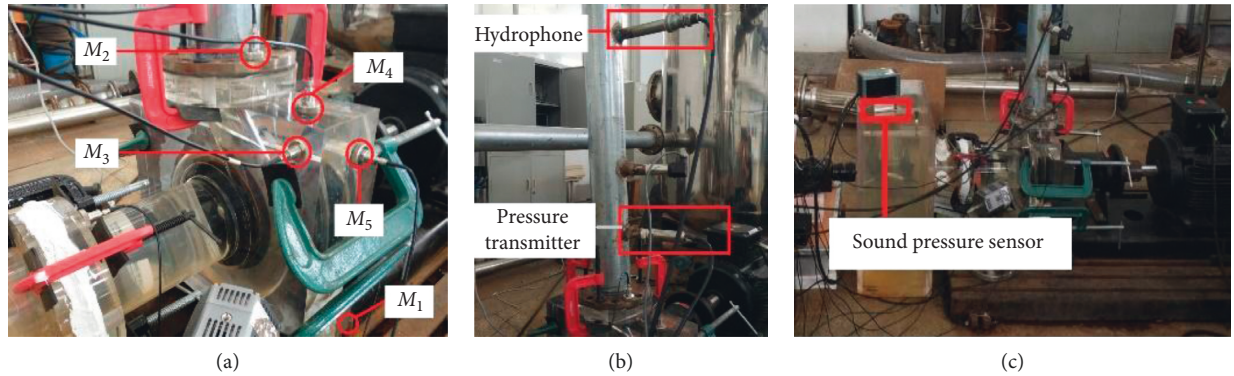 M₂
M₄
M₃
M₅
M₁
(a)
Hydrophone
Pressure
transmitter
(b)
Sound pressure sensor
(c)